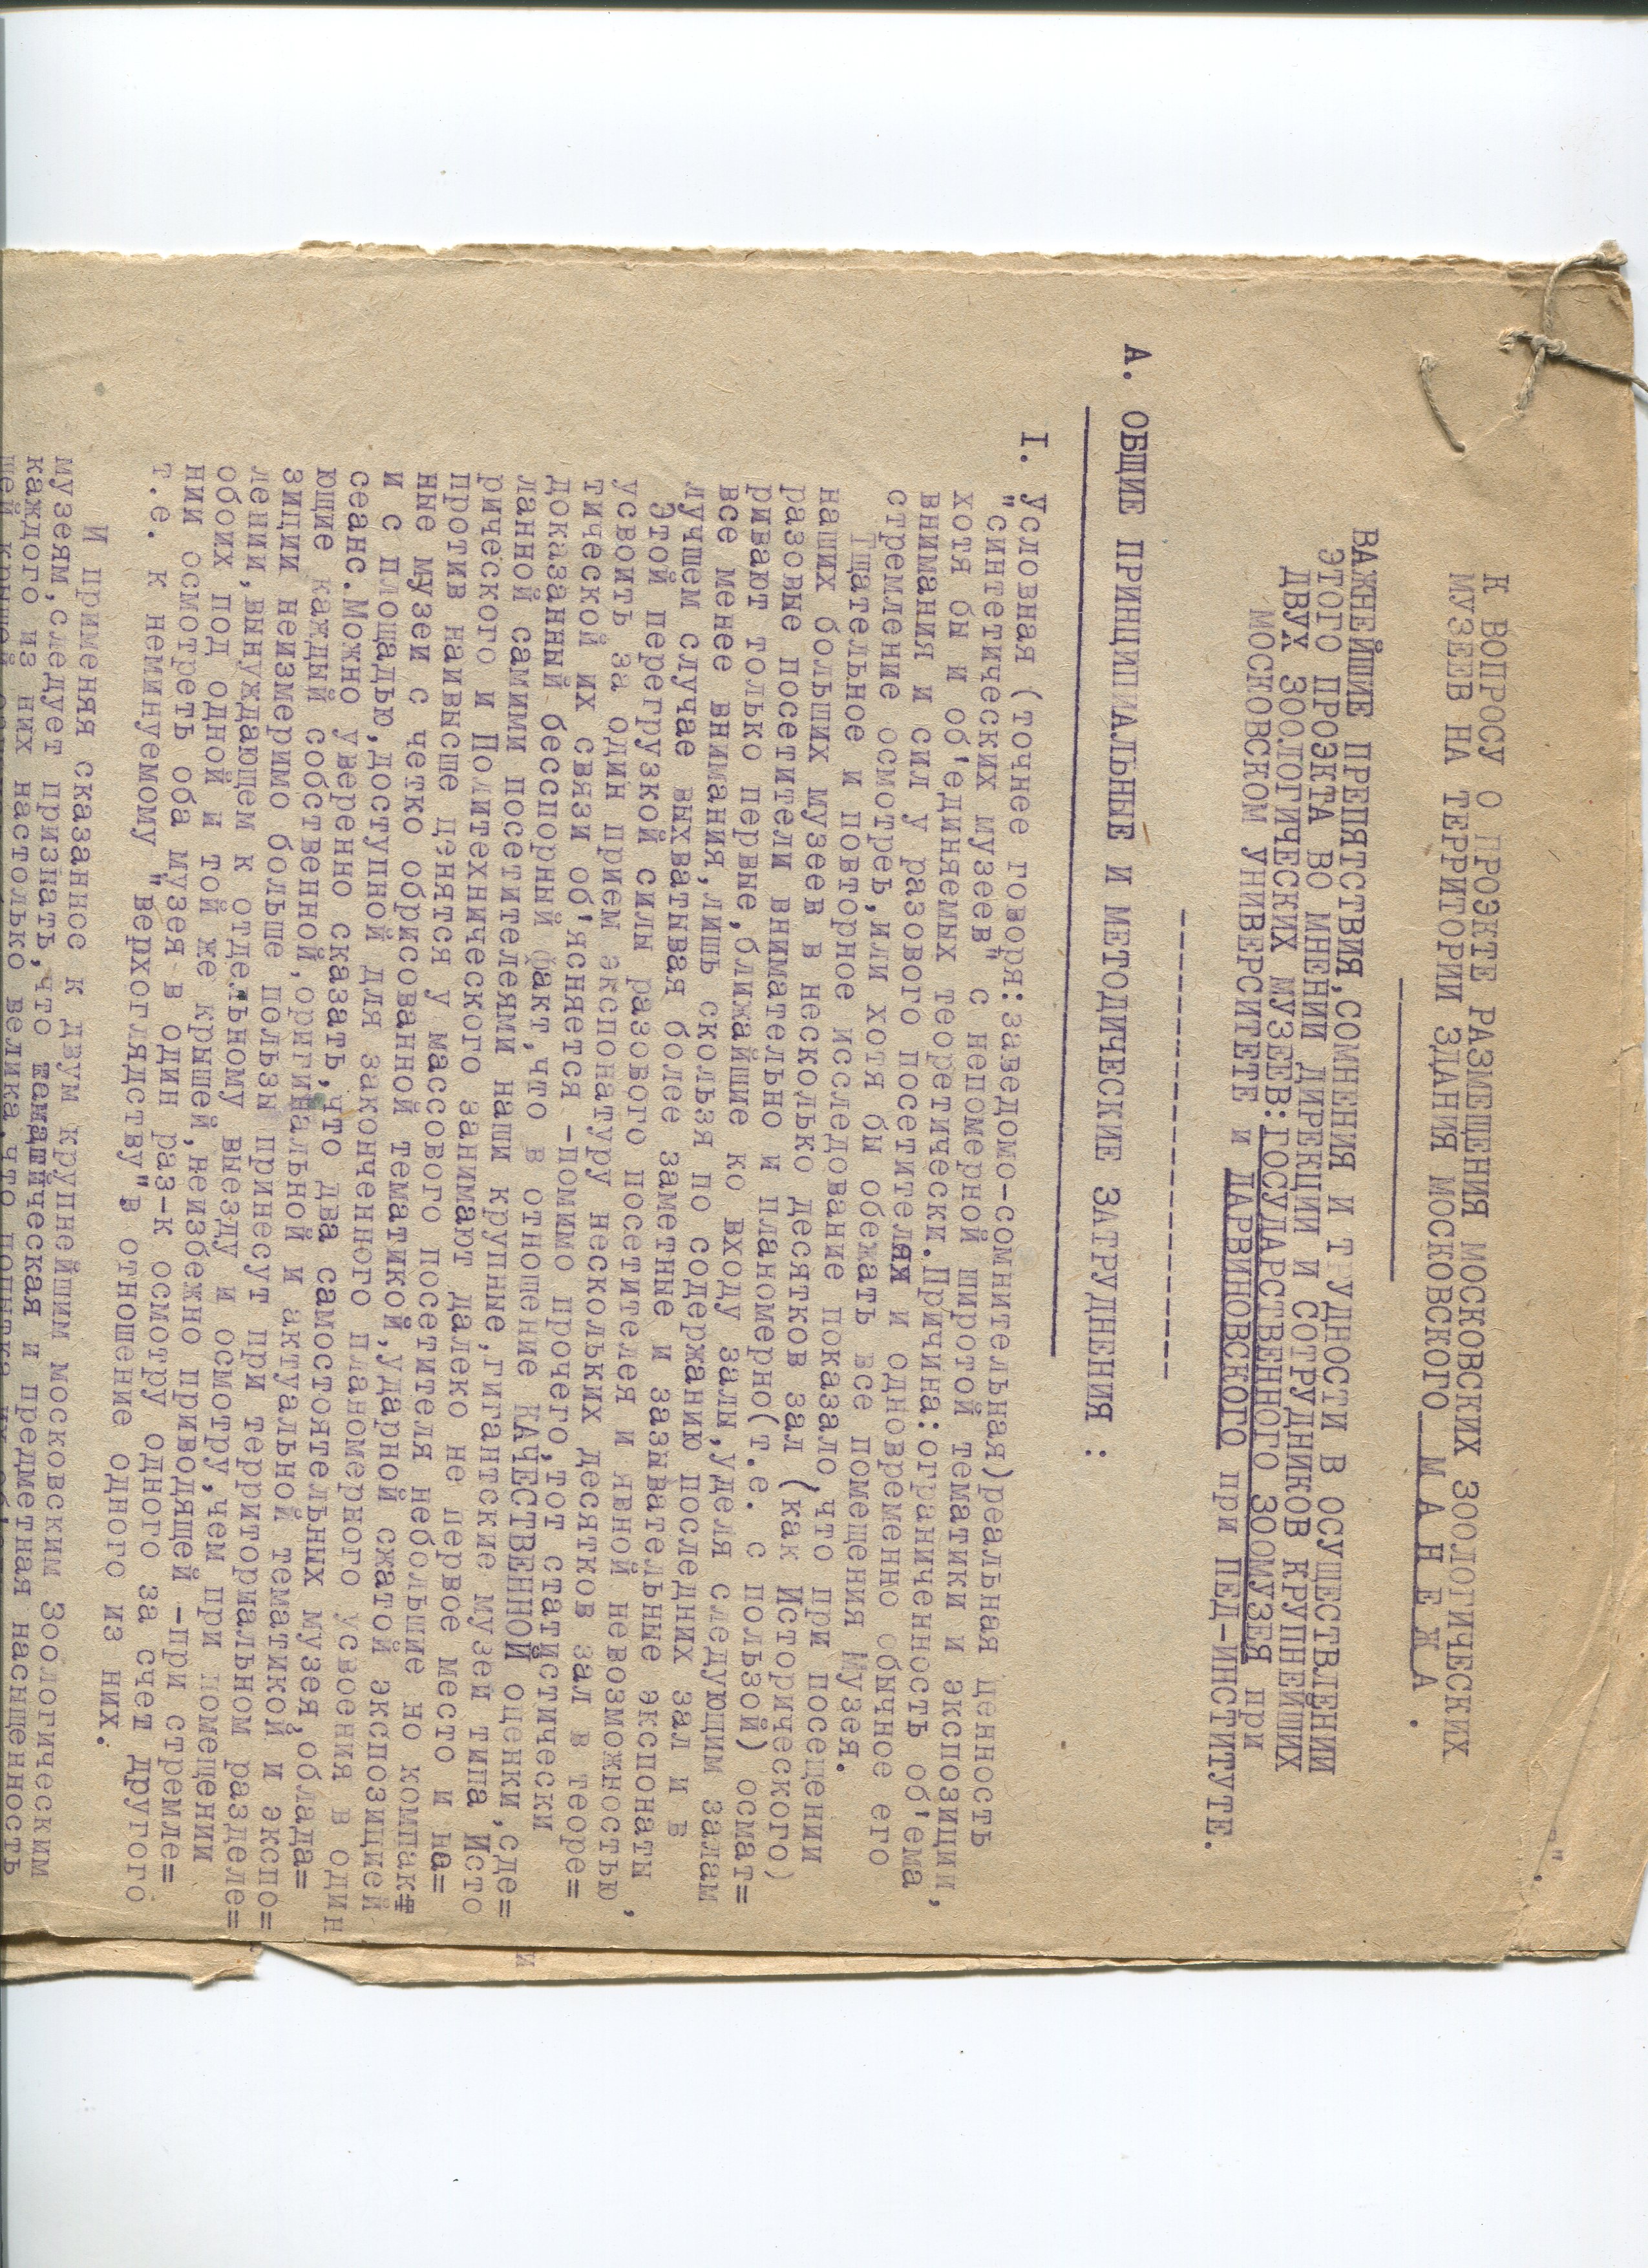 К ВОПРОСУ О ПРОЭКТЕ РАЗМЕЩЕНИЯ МОСКОВСКИХ ЗООЛОГИЧЕСКИХ
МУЗЕЕВ НА ТЕРРИТОРИИ ЗДАНИЯ МОСКОВСКОГО М А Н Е Ж А .
ВАЖНЕЙШИЕ ПРЕПЯТСТВИЯ,СОМНЕНИЯ И ТРУДНОСТИ В ОСУЩЕСТВЛЕНИИ
ЭТОГО ПРОЭКТА ВО МНЕНИИ ДИРЕКЦИИ И СОТРУДНИКОВ КРУПНЕЙШИХ
ДВУХ ЗООЛОГИЧЕСКИХ МУЗЕЕВ:ГОСУДАРСТВЕННОГО ЗООМУЗЕЯ при
МОСКОВСКОМ УНИВЕРСИТЕТЕ и ДАРВИНОВСКОГО при ПЕД-ИНСТИТУТЕ.
А. ОБЩИЕ ПРИНЦИПИАЛЬНЫЕ И МЕТОДИЧЕСКИЕ ЗАТРУДНЕНИЯ :
I. Условная (точнее говоря:заведомо-сомнительная)реальная ценность
"синтетических музеев" с непомерной широтой тематики и экспозиции,
хотя бы и об'единяемых теоретически.Причина:ограниченность об'ема
внимания и сил у разового посетителя и одновременно обычное его
стремление осмотреь,или хотя бы обежать все помещения Музея.
Тщательное и повторное исследование показало,что при посещении
наших больших музеев в несколько десятков зал (как Исторического)
разовые посетители внимательно и планомерно(т.е. с пользой) осмат=
ривают только первые,ближайшие ко входу залы,уделя следующим залам
все менее внимания,лишь скользя по содержанию последних зал и в
лучшем случае выхватывая более заметные и зазывательные экспонаты
Этой перегрузкой силы разового посетителя и явной невозможностью,
усвоить за один прием экспонатуру нескольких десятков зал в теоре=
тической их связи об'ясняется -помимо прочего,тот статистически
доказанный бесспорный факт,что в отношение КАЧЕСТВЕННОЙ оценки,сде=
ланной самими посетителями наши крупные,гигантские музеи типа Исто
рического и Политехнического занимают далеко не первое место и на=
против наивысше ценятся у массового посетителя небольшие но компак=
ные музеи с четко обрисованной тематикой,ударной сжатой экспозицией
и с площадью,доступной для законченного планомерного усвоения в один
сеанс.Можно уверенно сказать,что два самостоятельных музея,облада=
ющие каждый собственной,оригинальной и актуальной тематикой и экспо=
зиции неизмеримо больше пользы принесут при территориальном разделе=
лении,вынуждающем к отдельному выезду и осмотру,чем при помещении
обоих под одной и той же крышей,неизбежно приводящей -при стремле=
нии осмотреть оба музея в один раз-к осмотру одного за счет другого
т.е. к неминуемому "верхоглядству"в отношение одного из них.
И применяя сказанное к двум крупнейшим московским Зоологическим
музеям,следует признать,что тематическая и предметная насыщенность
каждого из них настолько велика,что попытка